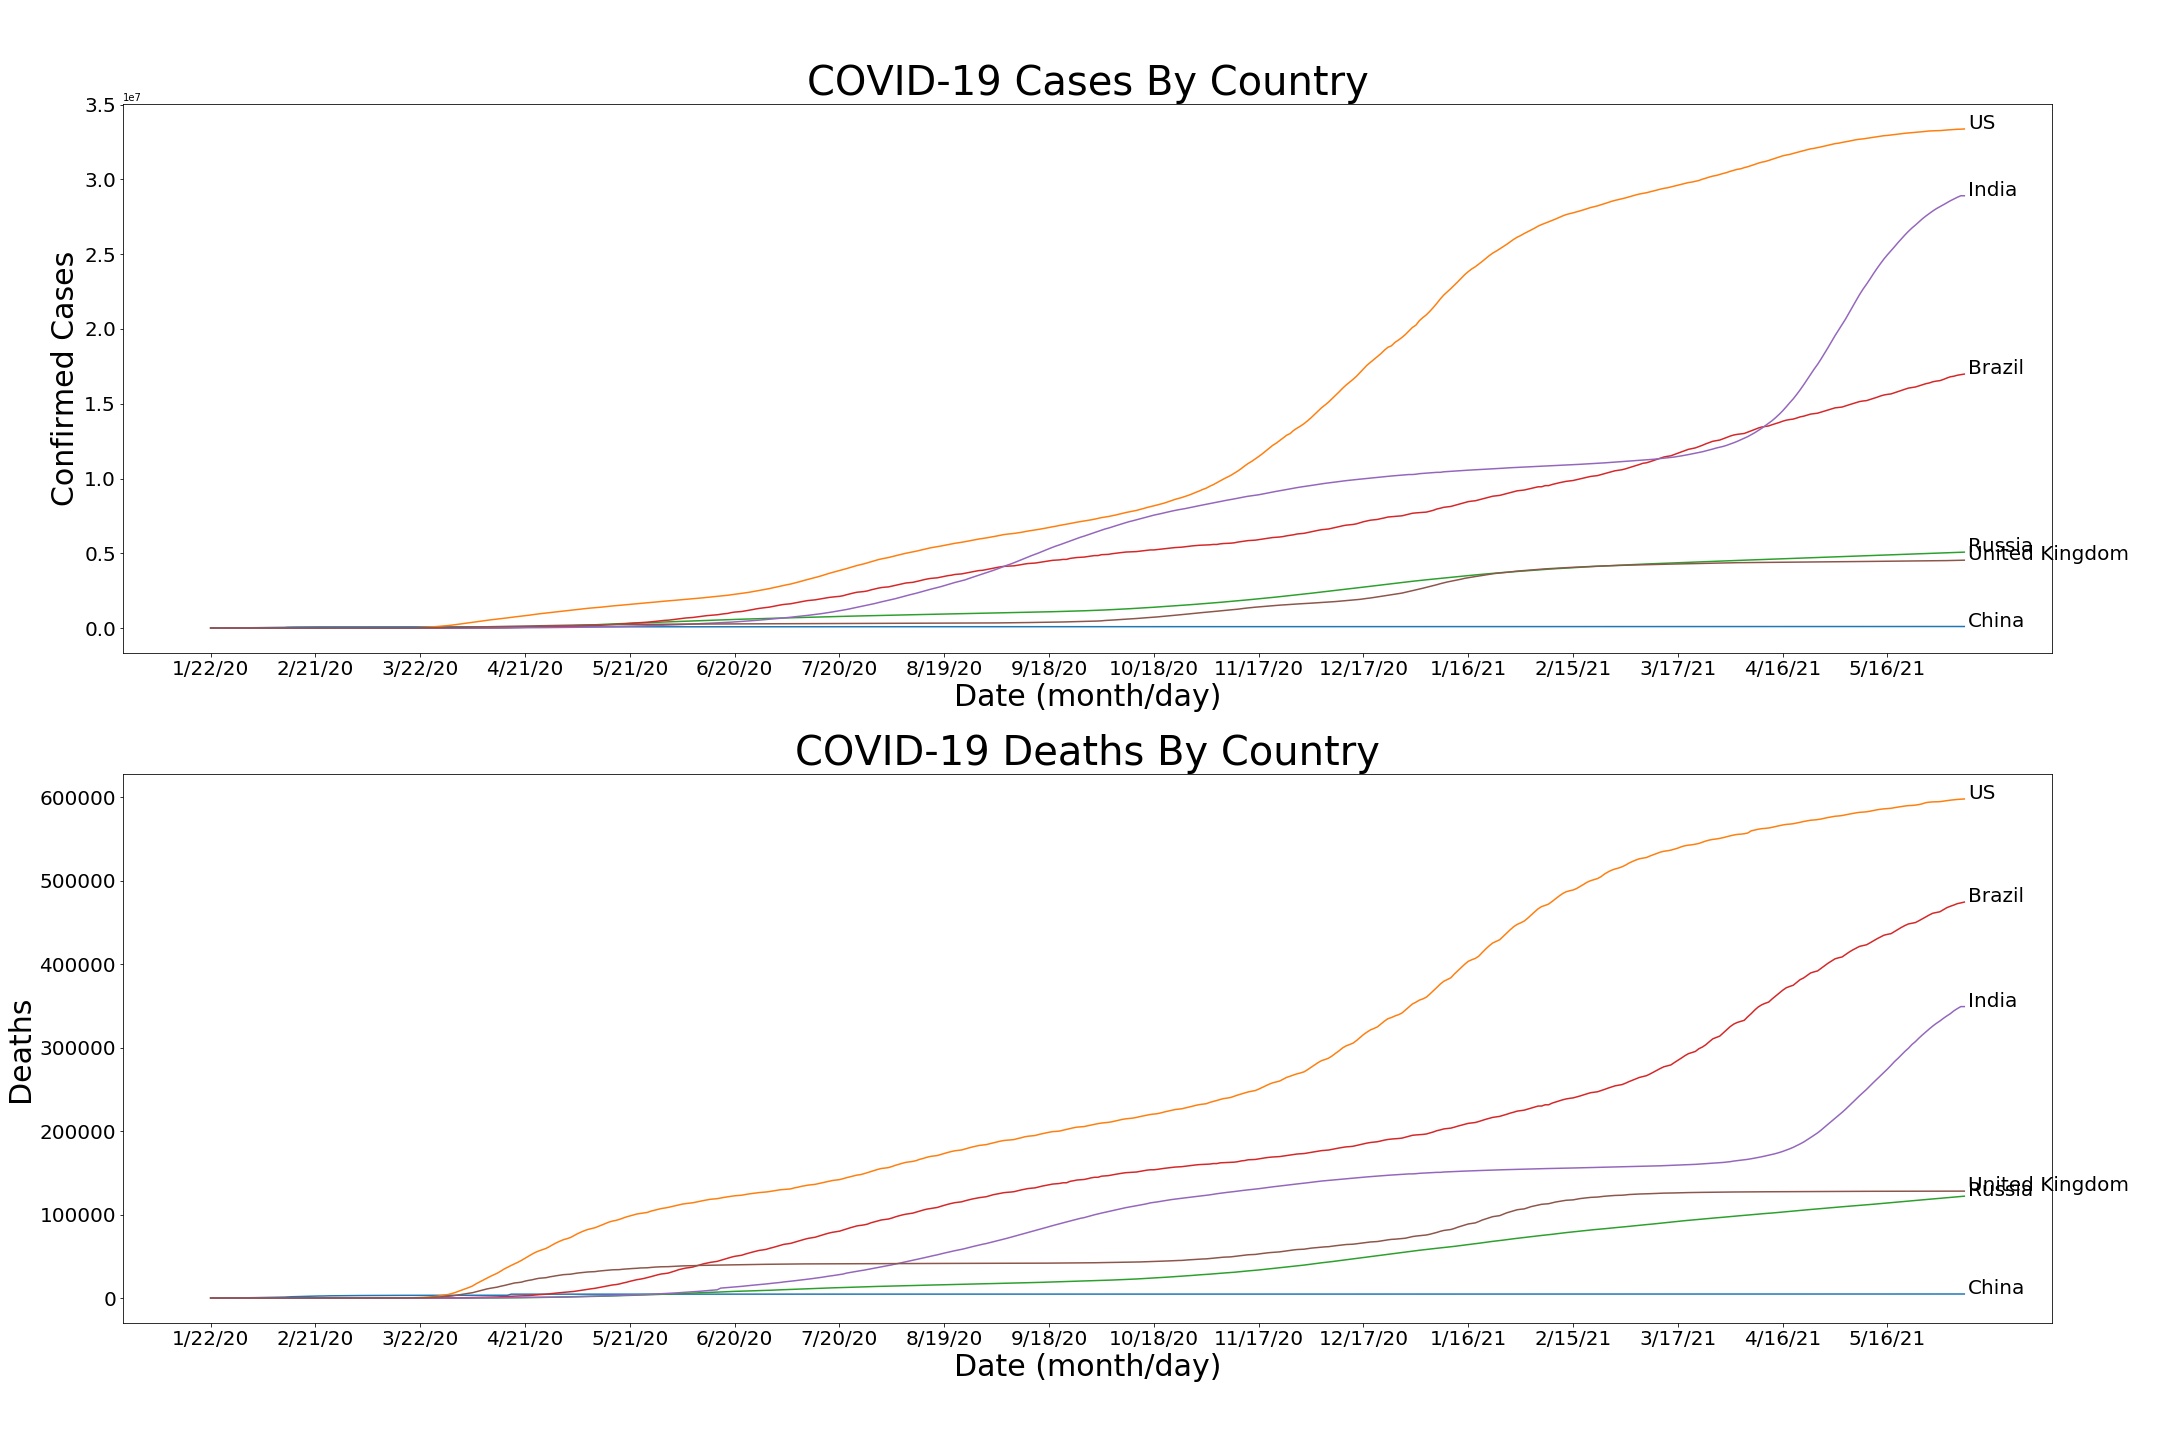 COVID-19 Cases By Country
1e7
3.5
3.0
2.5
2.0
1.5
1.0
0.5
0.0
Confirmed Cases
US
India
Brazil
Russia
United Kingdom
China
1/22/20 2/21/20 3/22/20 4/21/20 5/21/20 6/20/20 7/20/20 8/19/20 9/18/20 10/18/20 11/17/20 12/17/20 1/16/21 2/15/21 3/17/21 4/16/21 5/16/21
Date (month/day)
COVID-19 Deaths By Country
600000
500000
400000
300000
200000
100000
0
Deaths
US
Brazil
India
United Kingdom
Russia
China
1/22/20 2/21/20 3/22/20 4/21/20 5/21/20 6/20/20 7/20/20 8/19/20 9/18/20 10/18/20 11/17/20 12/17/20 1/16/21 2/15/21 3/17/21 4/16/21 5/16/21
Date (month/day)